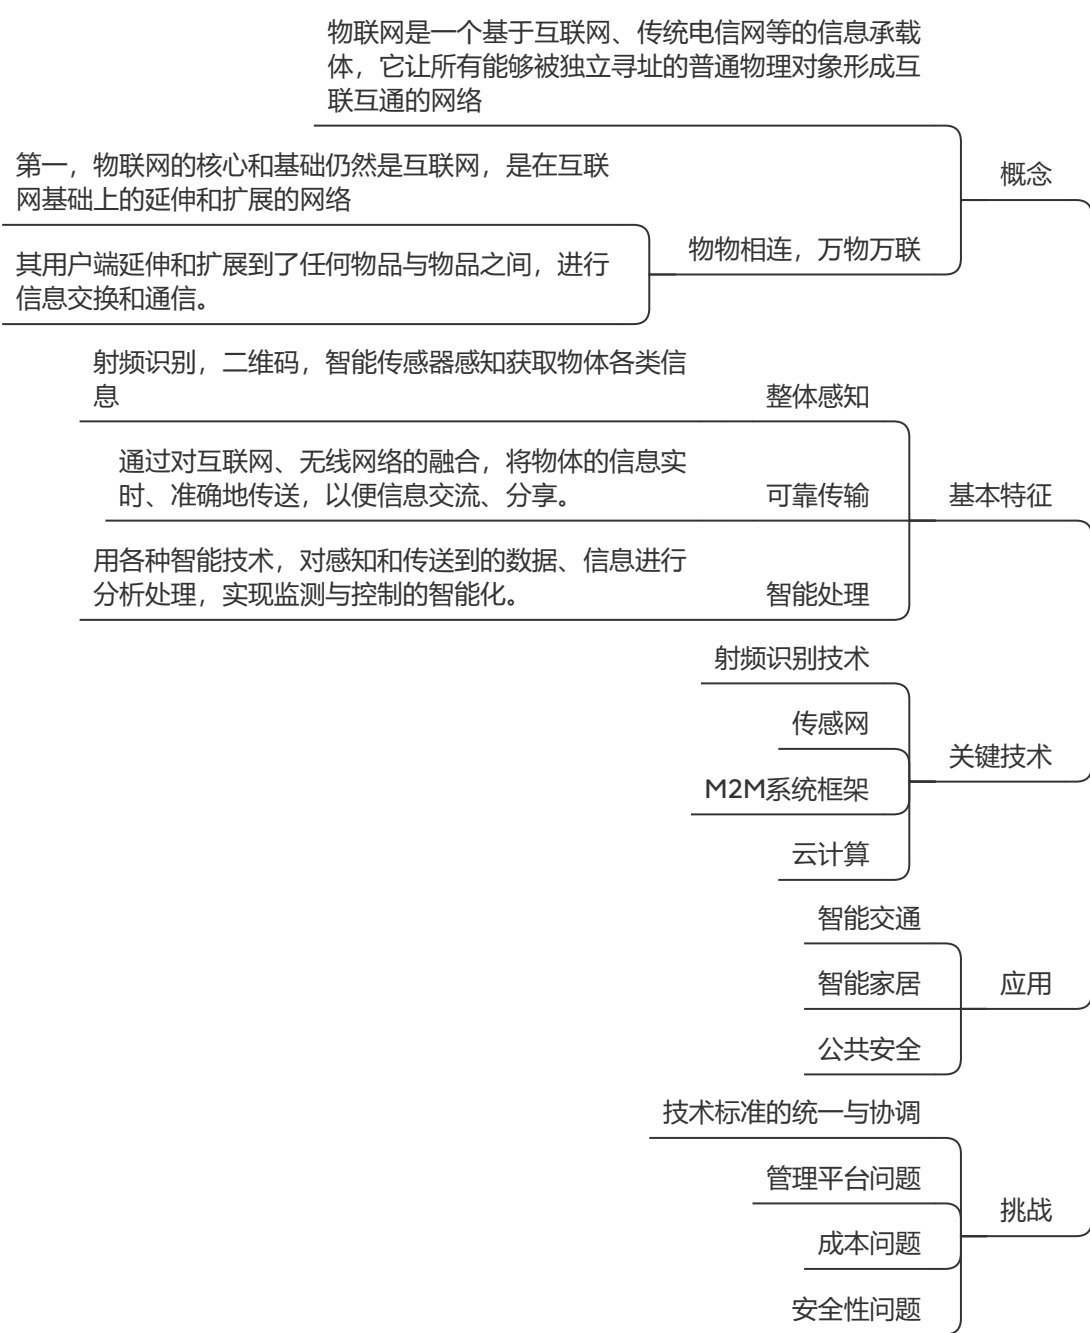 物联网是一个基于互联网、传统电信网等的信息承载
体，它让所有能够被独立寻址的普通物理对象形成互
联互通的网络
概念
第一，物联网的核心和基础仍然是互联网，是在互联
网基础上的延伸和扩展的网络
物物相连，万物万联
其用户端延伸和扩展到了任何物品与物品之间，进行
信息交换和通信。
射频识别，二维码，智能传感器感知获取物体各类信
息
整体感知
通过对互联网、无线网络的融合，将物体的信息实
时、准确地传送，以便信息交流、分享。
可靠传输
基本特征
用各种智能技术，对感知和传送到的数据、信息进行
分析处理，实现监测与控制的智能化。
智能处理
射频识别技术
传感网
关键技术
M2M系统框架
云计算
智能交通
智能家居
应用
公共安全
技术标准的统一与协调
管理平台问题
挑战
成本问题
安全性问题